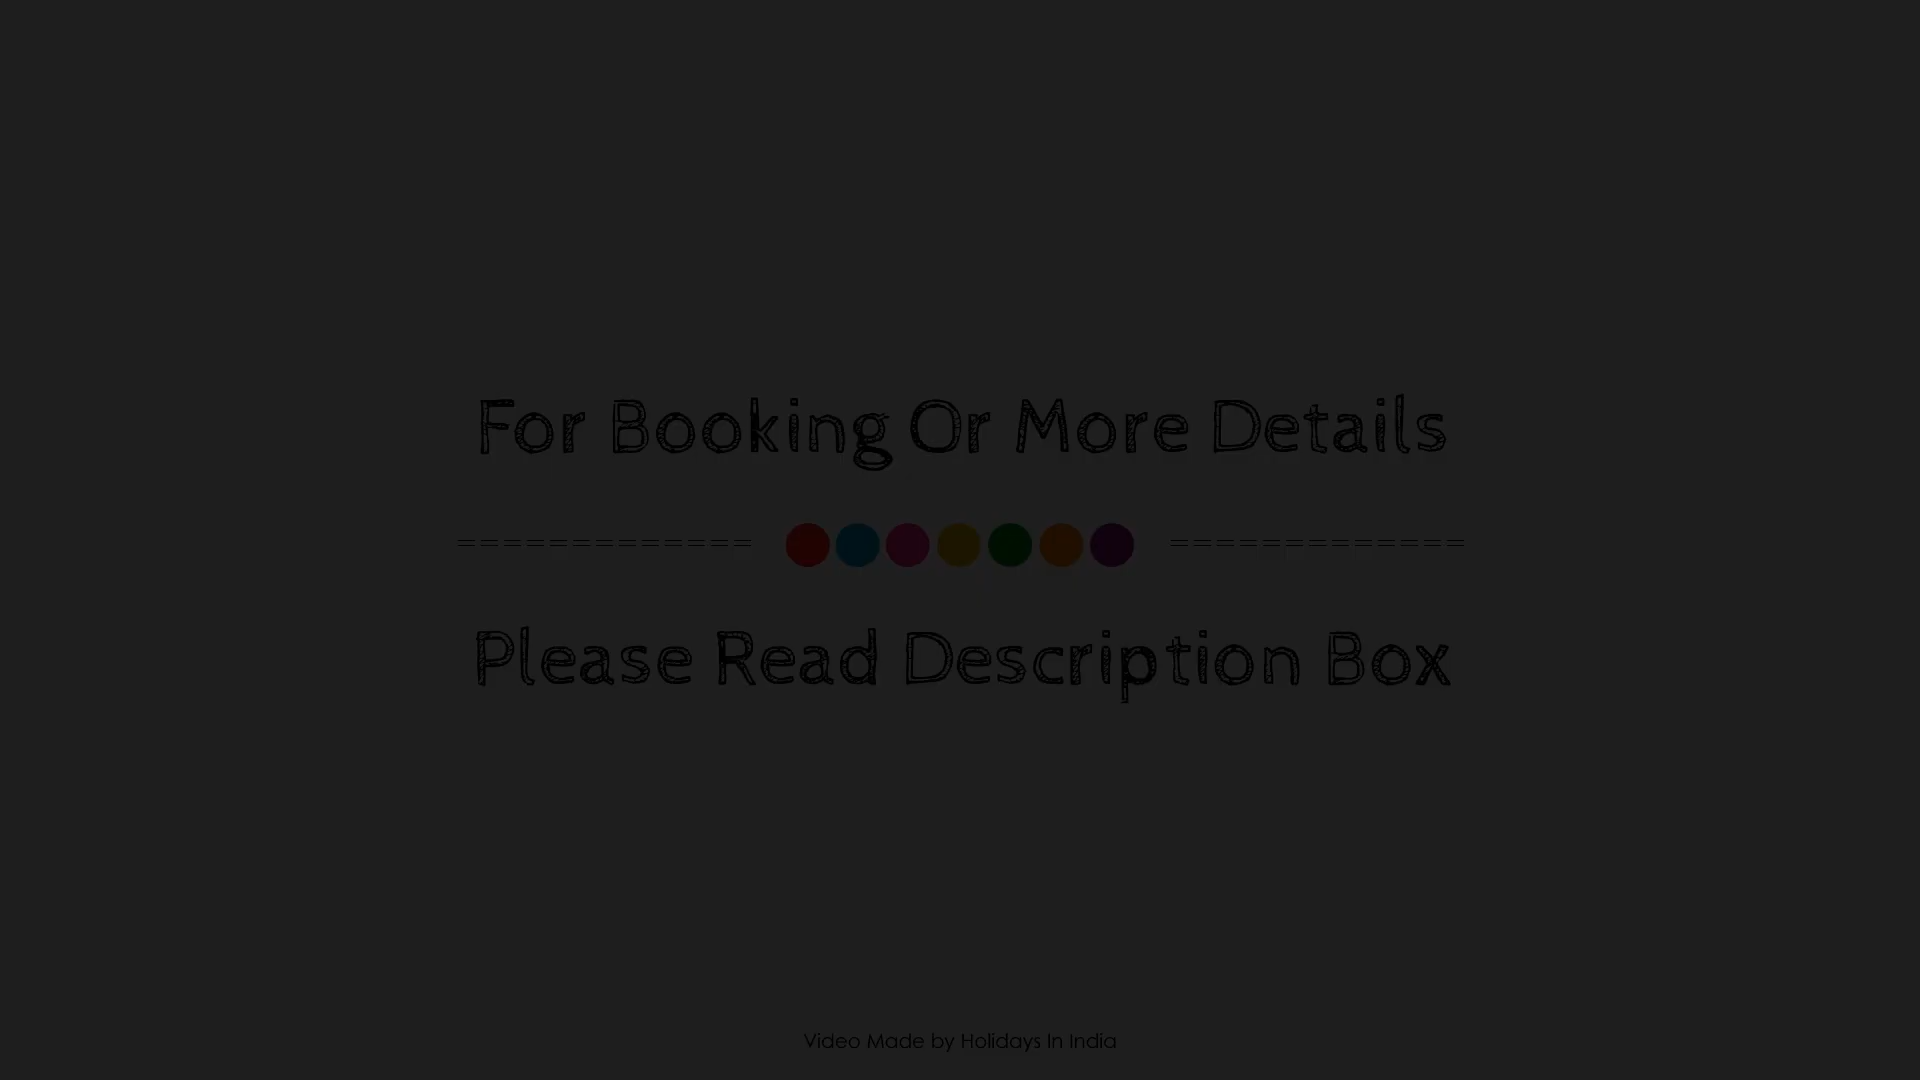 For Booking Or More Details
============= =============
Please Read Description Box
Video Made by Holidays In India